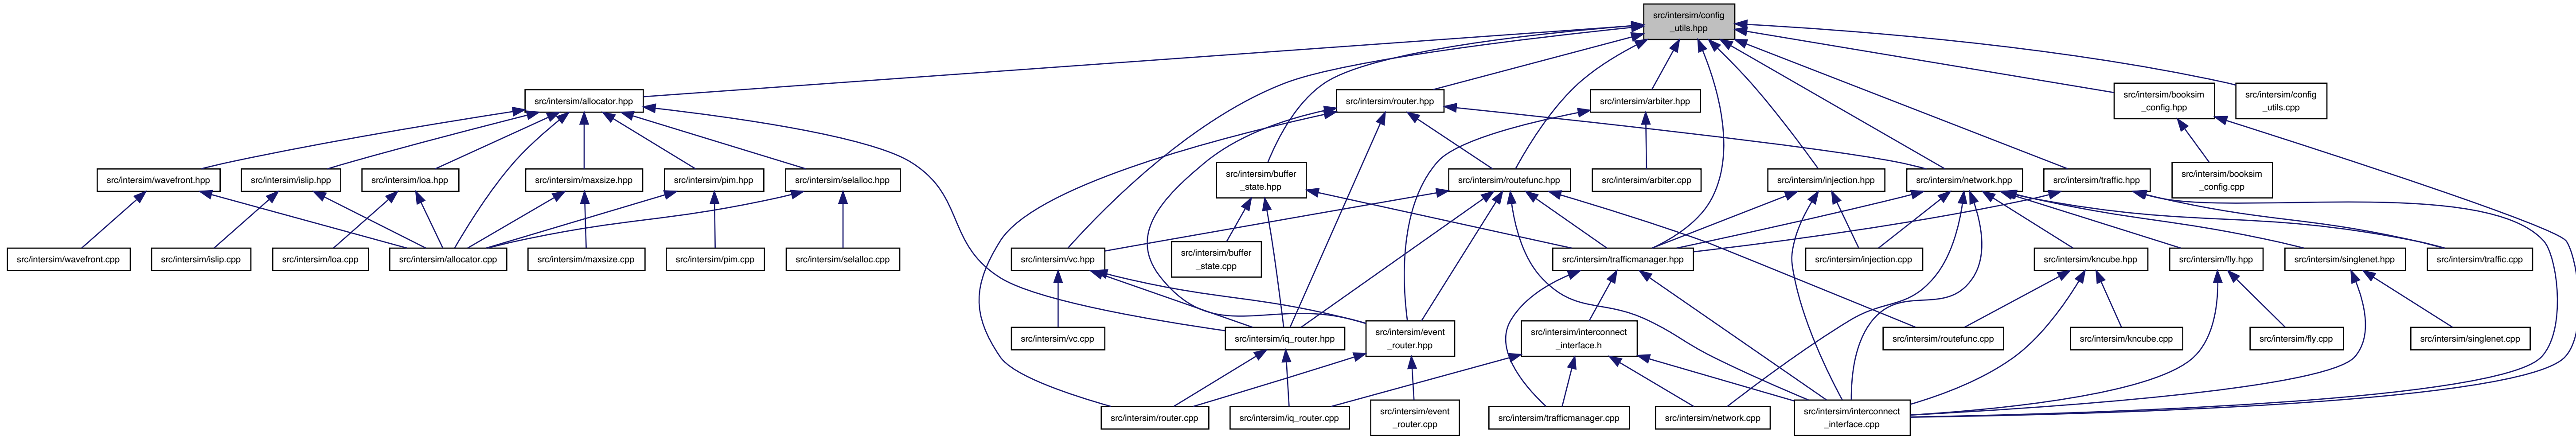 src/intersim/config
_utils.hpp
src/intersim/allocator.hpp
src/intersim/router.hpp
src/intersim/arbiter.hpp
src/intersim/booksim
_config.hpp
src/intersim/config
_utils.cpp
src/intersim/wavefront.hpp
src/intersim/islip.hpp
src/intersim/loa.hpp
src/intersim/maxsize.hpp
src/intersim/pim.hpp
src/intersim/selalloc.hpp
src/intersim/buffer
_state.hpp
src/intersim/routefunc.hpp
src/intersim/arbiter.cpp
src/intersim/injection.hpp
src/intersim/network.hpp
src/intersim/traffic.hpp
src/intersim/booksim
_config.cpp
src/intersim/wavefront.cpp
src/intersim/islip.cpp
src/intersim/loa.cpp
src/intersim/allocator.cpp
src/intersim/maxsize.cpp
src/intersim/pim.cpp
src/intersim/selalloc.cpp
src/intersim/vc.hpp
src/intersim/buffer
_state.cpp
src/intersim/trafficmanager.hpp
src/intersim/injection.cpp
src/intersim/kncube.hpp
src/intersim/fly.hpp
src/intersim/singlenet.hpp
src/intersim/traffic.cpp
src/intersim/vc.cpp
src/intersim/iq_router.hpp
src/intersim/event
_router.hpp
src/intersim/interconnect
_interface.h
src/intersim/routefunc.cpp
src/intersim/kncube.cpp
src/intersim/fly.cpp
src/intersim/singlenet.cpp
src/intersim/router.cpp
src/intersim/iq_router.cpp
src/intersim/event
_router.cpp
src/intersim/trafficmanager.cpp
src/intersim/network.cpp
src/intersim/interconnect
_interface.cpp